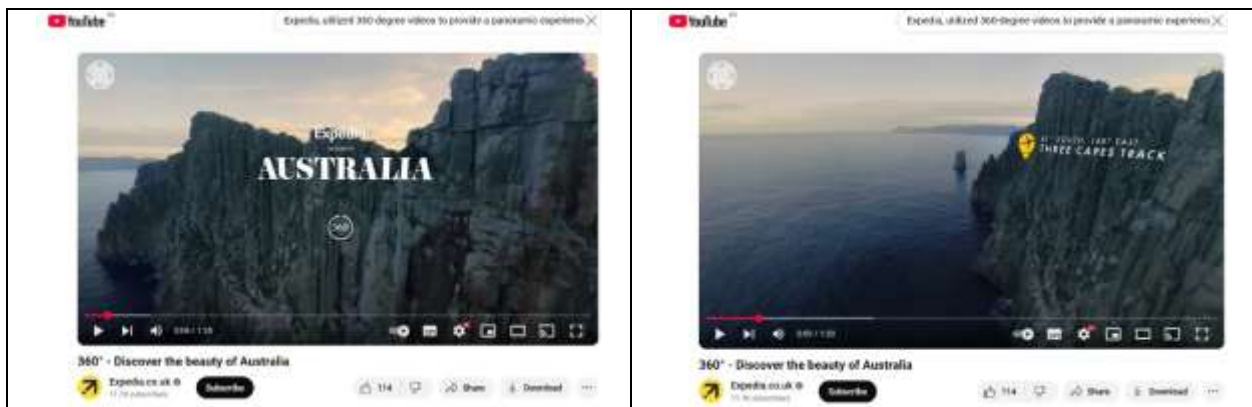 YouTube
Expedia, utilized 360-degree videos to provide a panoramic experience
Expedia
AUSTRALIA
360
360° - Discover the beauty of Australia
Expedia.co.uk
Subscribe
114
Share
Download
YouTube
Expedia, utilized 360-degree videos to provide a panoramic experience
THREE CAPES TRACK
360° - Discover the beauty of Australia
Expedia.co.uk
Subscribe
114
Share
Download